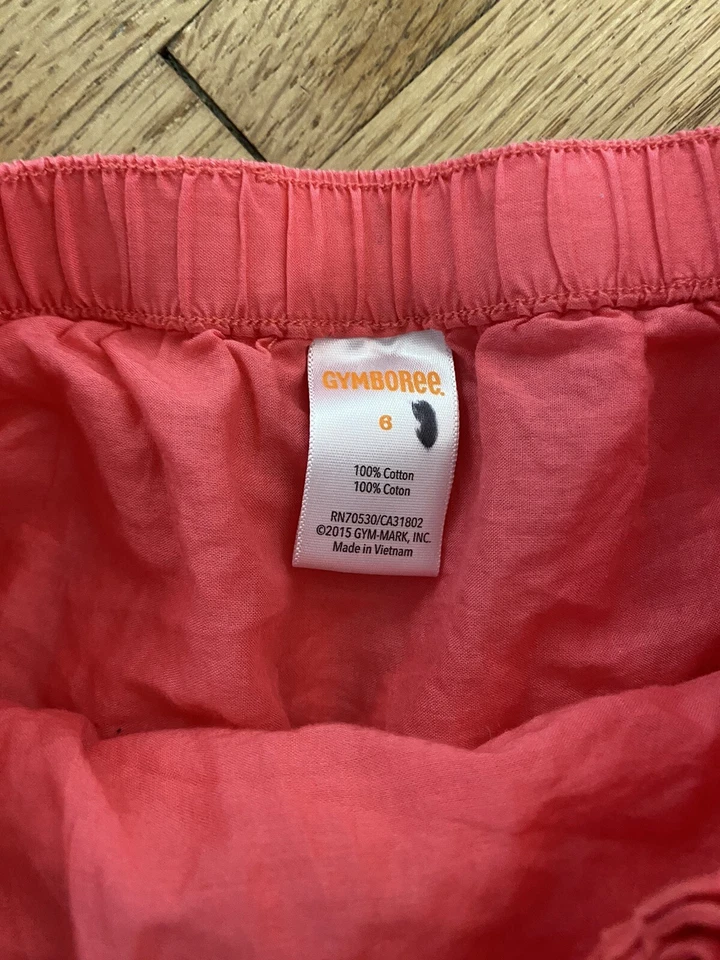 GYMBOREE.
6
100% Cotton
100% Coton
RN70530/CA31802
©2015 GYM-MARK, INC.
Made in Vietnam